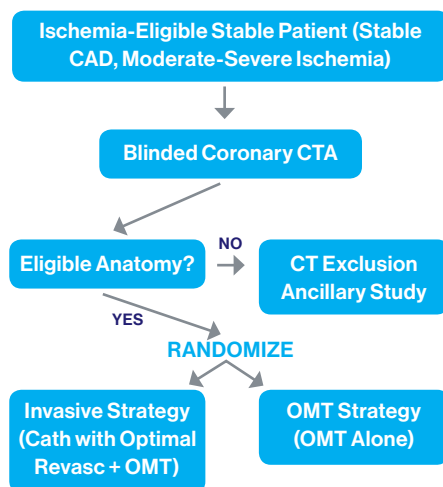 Ischemia-Eligible Stable Patient (Stable
CAD, Moderate-Severe Ischemia)
Blinded Coronary CTA
Eligible Anatomy?
NO
CT Exclusion
Ancillary Study
YES
RANDOMIZE
Invasive Strategy
(Cath with Optimal
Revasc + OMT)
OMT Strategy
(OMT Alone)